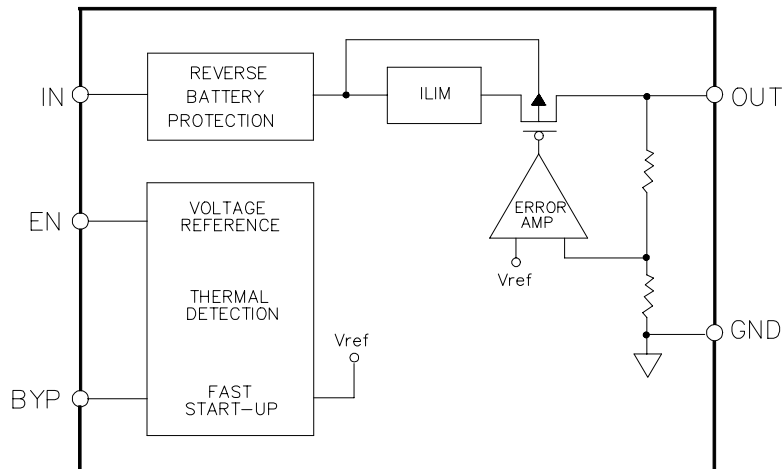 IN
REVERSE
BATTERY
PROTECTION
ILIM
OUT
EN
VOLTAGE
REFERENCE
ERROR
AMP
Vref
THERMAL
DETECTION
GND
Vref
BYP
FAST
START-UP